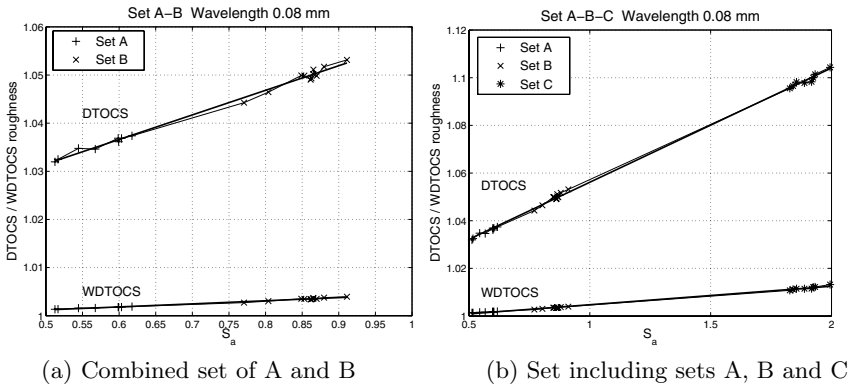 Set A−B Wavelength 0.08 mm
DTOCS / WDTOCS roughness
1.06
1.05
1.04
1.03
1.02
1.01
1
Set A
Set B
DTOCS
WDTOCS
0.5 0.55 0.6 0.65 0.7 0.75 0.8 0.85 0.9 0.95 1
Sa
(a) Combined set of A and B
Set A−B−C Wavelength 0.08 mm
DTOCS / WDTOCS roughness
1.12
1.1
1.08
1.06
1.04
1.02
1
Set A
Set B
Set C
DTOCS
WDTOCS
0.5 1 1.5 2
Sa
(b) Set including sets A, B and C